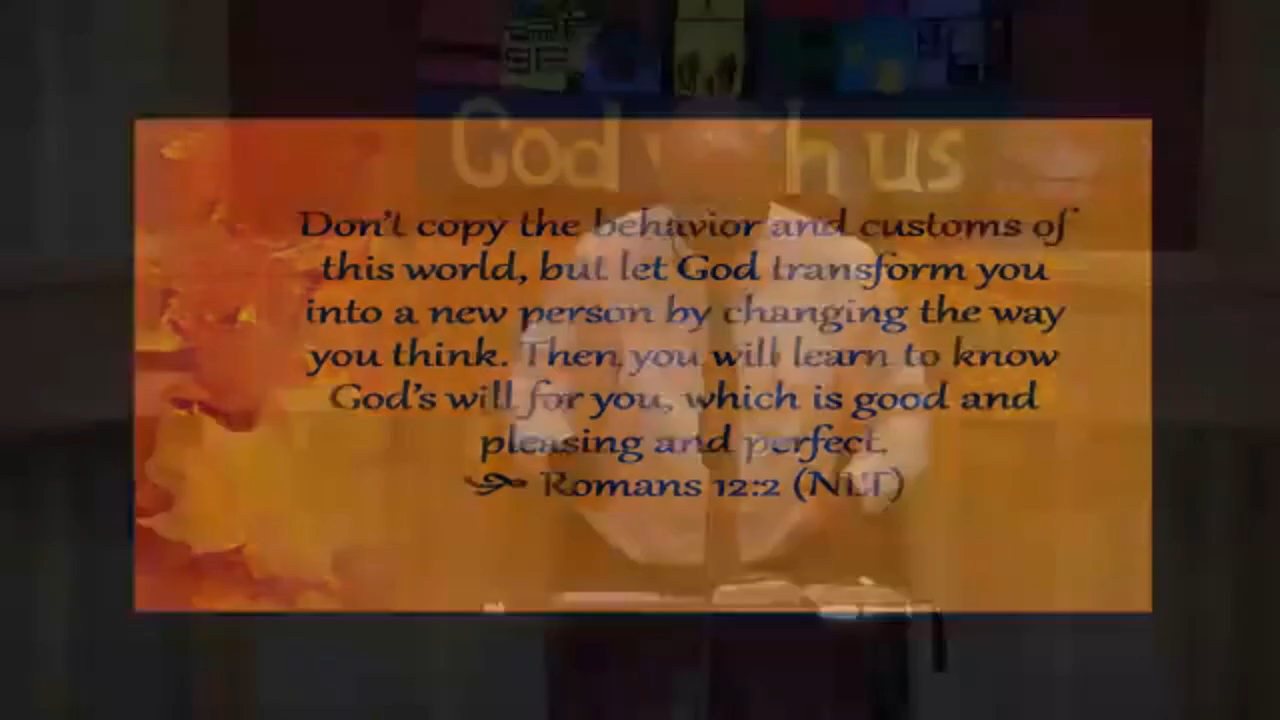 God h us
Don't copy the behavior and customs of
this world, but let God transform you
into a new person by changing the way
you think. Then you will learn to know
God's will for you, which is good and
pleasing and perfect.
Romans 12:2 (NLT)